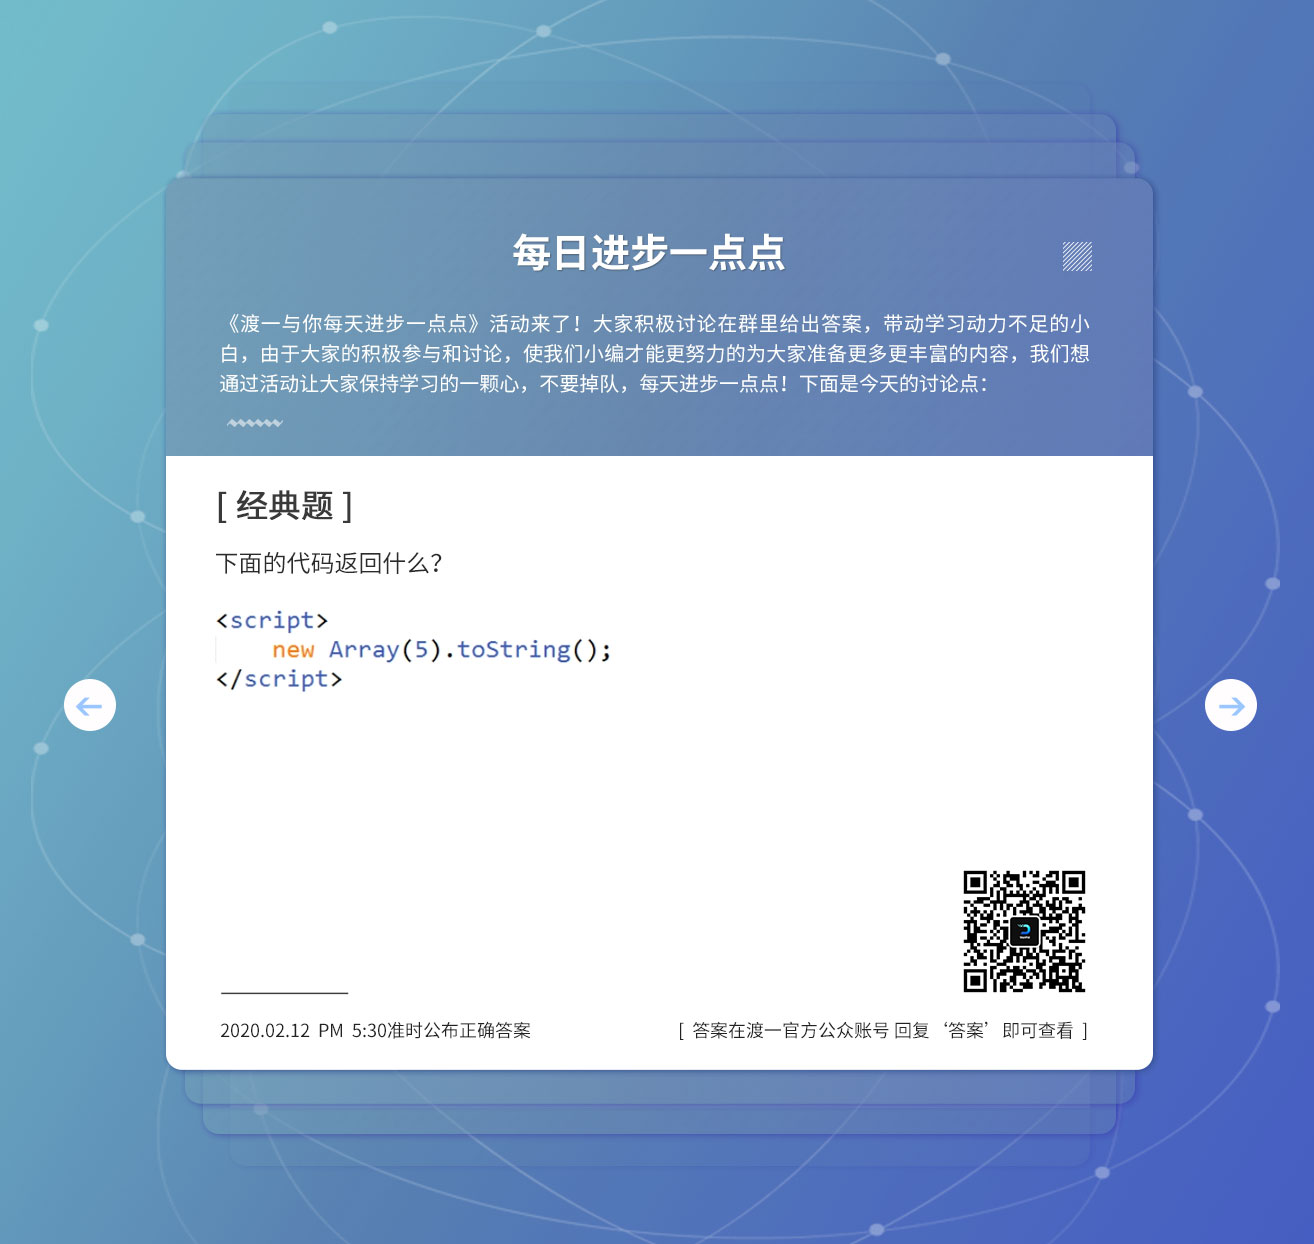 每日进步一点点
《渡一与你每天进步一点点》活动来了！大家积极讨论在群里给出答案，带动学习动力不足的小
白，由于大家的积极参与和讨论，使我们小编才能更努力的为大家准备更多更丰富的内容，我们想
通过活动让大家保持学习的一颗心，不要掉队，每天进步一点点！下面是今天的讨论点：
[ 经典题 ]
下面的代码返回什么？
<script>
    new Array(5).toString();
</script>
2020.02.12 PM 5:30准时公布正确答案
[ 答案在渡一官方公众账号 回复‘答案’即可查看 ]